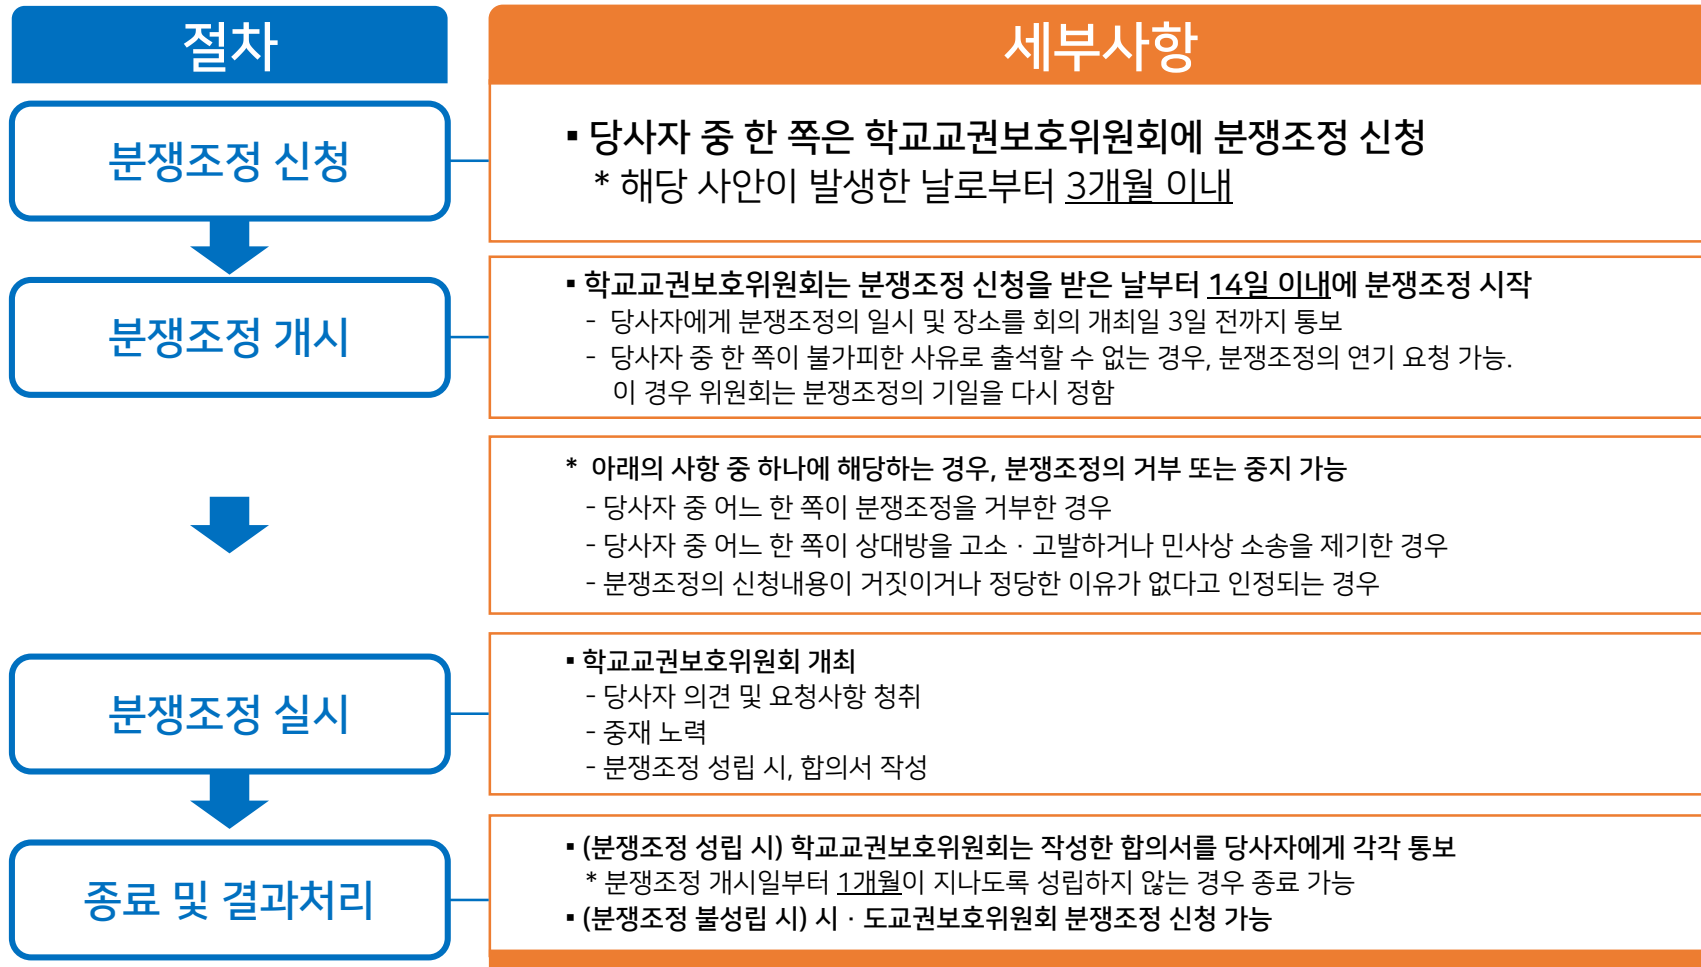 절차
세부사항
분쟁조정 신청
▪ 당사자 중 한 쪽은 학교교권보호위원회에 분쟁조정 신청
* 해당 사안이 발생한 날로부터 3개월 이내
분쟁조정 개시
▪ 학교교권보호위원회는 분쟁조정 신청을 받은 날부터 14일 이내에 분쟁조정 시작
- 당사자에게 분쟁조정의 일시 및 장소를 회의 개최일 3일 전까지 통보
- 당사자 중 한 쪽이 불가피한 사유로 출석할 수 없는 경우, 분쟁조정의 연기 요청 가능.
이 경우 위원회는 분쟁조정의 기일을 다시 정함
* 아래의 사항 중 하나에 해당하는 경우, 분쟁조정의 거부 또는 중지 가능
- 당사자 중 어느 한 쪽이 분쟁조정을 거부한 경우
- 당사자 중 어느 한 쪽이 상대방을 고소 · 고발하거나 민사상 소송을 제기한 경우
- 분쟁조정의 신청내용이 거짓이거나 정당한 이유가 없다고 인정되는 경우
분쟁조정 실시
▪ 학교교권보호위원회 개최
- 당사자 의견 및 요청사항 청취
- 중재 노력
- 분쟁조정 성립 시, 합의서 작성
종료 및 결과처리
▪ (분쟁조정 성립 시) 학교교권보호위원회는 작성한 합의서를 당사자에게 각각 통보
* 분쟁조정 개시일부터 1개월이 지나도록 성립하지 않는 경우 종료 가능
▪ (분쟁조정 불성립 시) 시 · 도교권보호위원회 분쟁조정 신청 가능